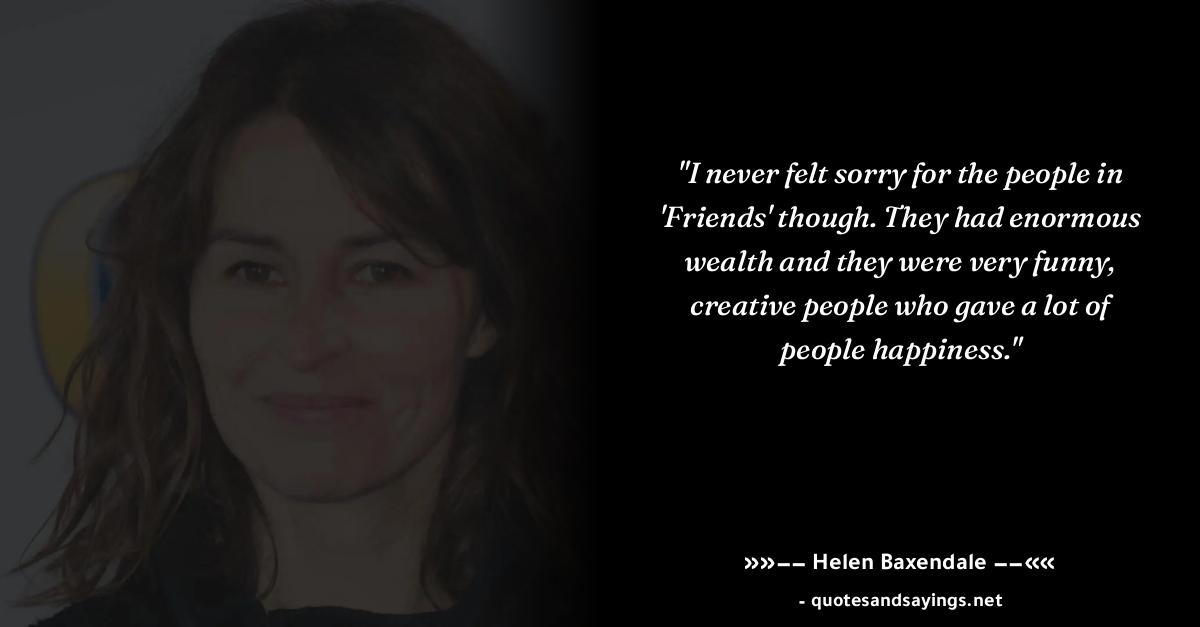 "I never felt sorry for the people in
'Friends' though. They had enormous
wealth and they were very funny,
creative people who gave a lot of
people happiness."
»»–– Helen Baxendale ––««
- quotesandsayings.net